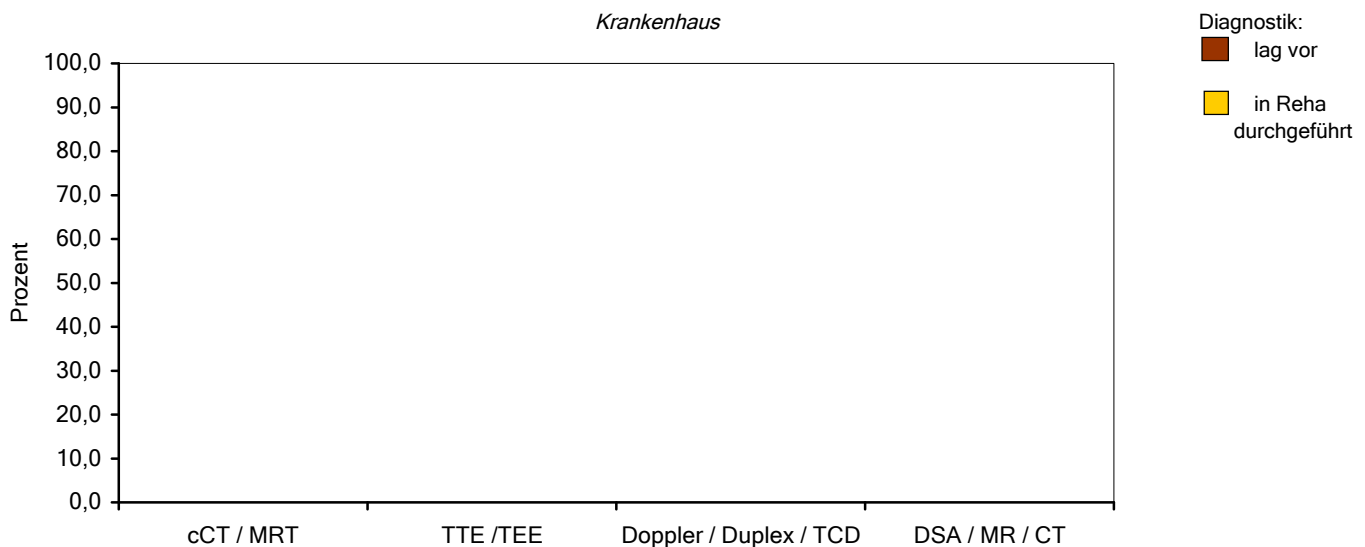 Krankenhaus
Diagnostik:
lag vor
in Reha
durchgeführt
Prozent
100,0
90,0
80,0
70,0
60,0
50,0
40,0
30,0
20,0
10,0
0,0
cCT / MRT
TTE /TEE
Doppler / Duplex / TCD
DSA / MR / CT